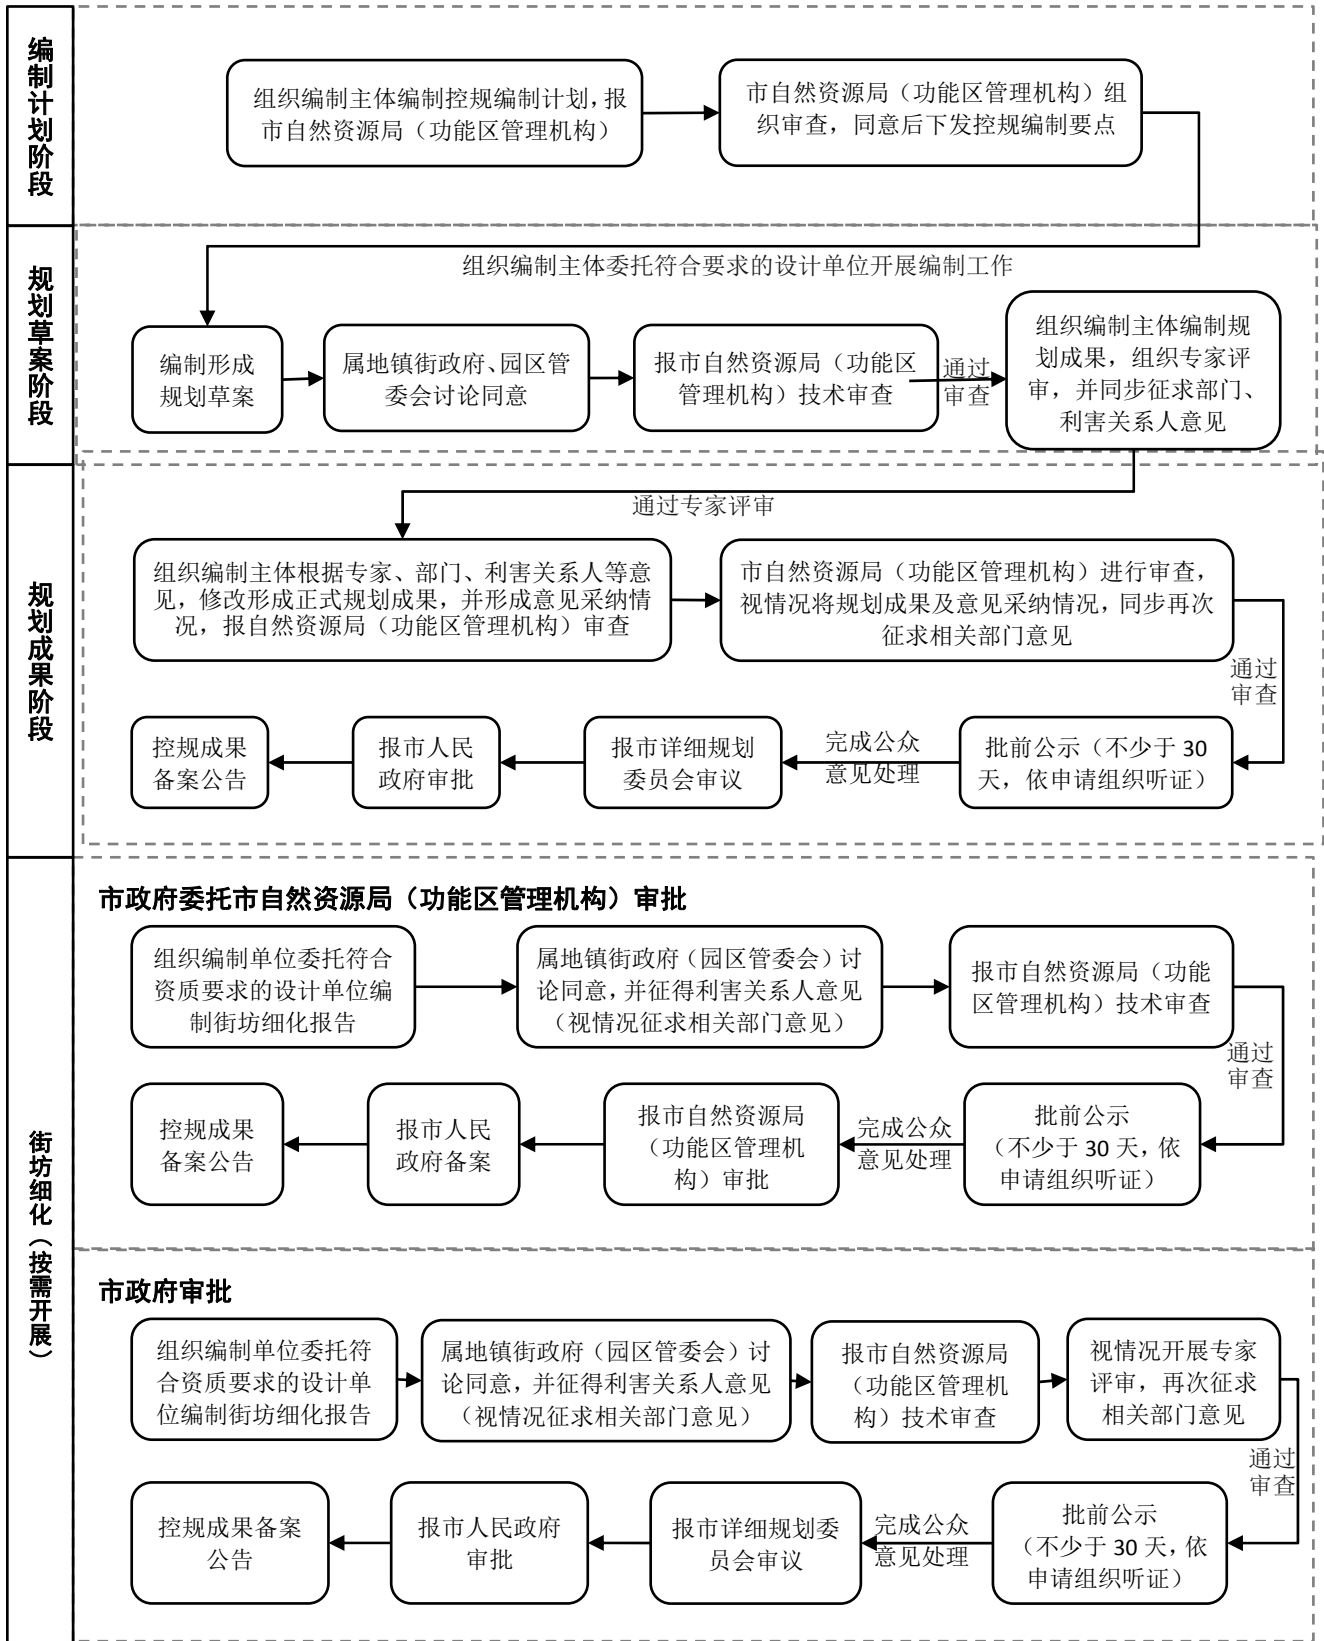 编制计划阶段
组织编制主体编制控规编制计划，报
市自然资源局（功能区管理机构）
市自然资源局（功能区管理机构）组
织审查，同意后下发控规编制要点
规划草案阶段
组织编制主体委托符合要求的设计单位开展编制工作
编制形成
规划草案
属地镇街政府、园区管
委会讨论同意
报市自然资源局（功能区
管理机构）技术审查
通过
审查
组织编制主体编制规
划成果，组织专家评
审，并同步征求部门、
利害关系人意见
规划成果阶段
通过专家评审
组织编制主体根据专家、部门、利害关系人等意
见，修改形成正式规划成果，并形成意见采纳情
况，报自然资源局（功能区管理机构）审查
市自然资源局（功能区管理机构）进行审查，
视情况将规划成果及意见采纳情况，同步再次
征求相关部门意见
通过
审查
批前公示（不少于 30
天，依申请组织听证）
完成公众
意见处理
报市详细规划
委员会审议
报市人民
政府审批
控规成果
备案公告
街坊细化（按需开展）
市政府委托市自然资源局（功能区管理机构）审批
组织编制单位委托符合
资质要求的设计单位编
制街坊细化报告
属地镇街政府（园区管委会）讨
论同意，并征得利害关系人意见
（视情况征求相关部门意见）
报市自然资源局（功能
区管理机构）技术审查
通过
审查
批前公示
（不少于 30 天，依
申请组织听证）
完成公众
意见处理
报市自然资源局
（功能区管理机
构）审批
报市人民
政府备案
控规成果
备案公告
市政府审批
组织编制单位委托符
合资质要求的设计单
位编制街坊细化报告
属地镇街政府（园区管委会）讨
论同意，并征得利害关系人意见
（视情况征求相关部门意见）
报市自然资源局
（功能区管理机
构）技术审查
视情况开展专家
评审，再次征求
相关部门意见
通过
审查
批前公示
（不少于 30 天，依
申请组织听证）
完成公众
意见处理
报市详细规划委
员会审议
报市人民政府
审批
控规成果备案
公告